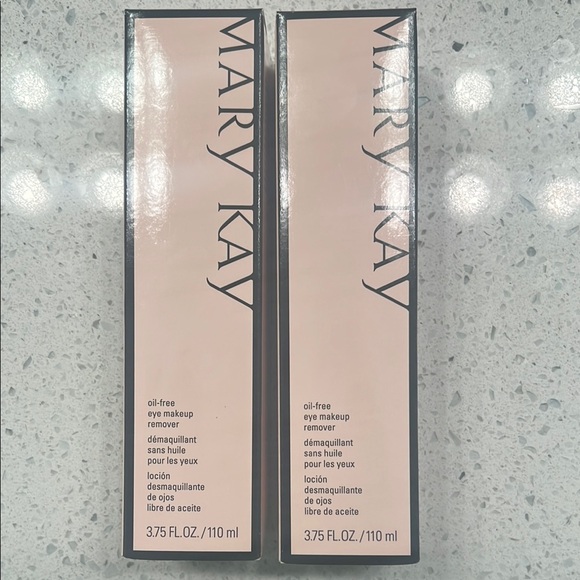 MARY KAY
oil-free
eye makeup
remover
démaquillant
sans huile
pour les yeux
loción
desmaquillante
de ojos
libre de aceite
3.75 FL.OZ./110 ml
MARY KAY
oil-free
eye makeup
remover
démaquillant
sans huile
pour les yeux
loción
desmaquillante
de ojos
libre de aceite
3.75 FL.OZ./110 ml